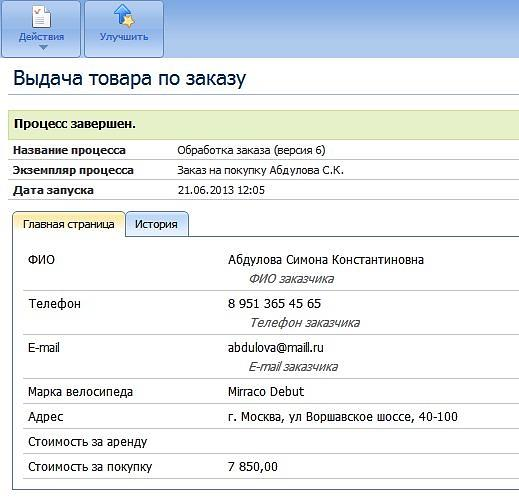 Действия
Улучшить
Выдача товара по заказу
Процесс завершен.
Название процесса Обработка заказа (версия 6)
Экземпляр процесса Заказ на покупку Абдулова С.К.
Дата запуска 21.06.2013 12:05
Главная страница История
ФИО Абдулова Симона Константиновна
ФИО заказчика
Телефон 8 951 365 45 65
Телефон заказчика
E-mail abdulova@maill.ru
E-mail заказчика
Марка велосипеда Mirraco Debut
Адрес г. Москва, ул Воршавское шоссе, 40-100
Стоимость за аренду
Стоимость за покупку 7 850,00